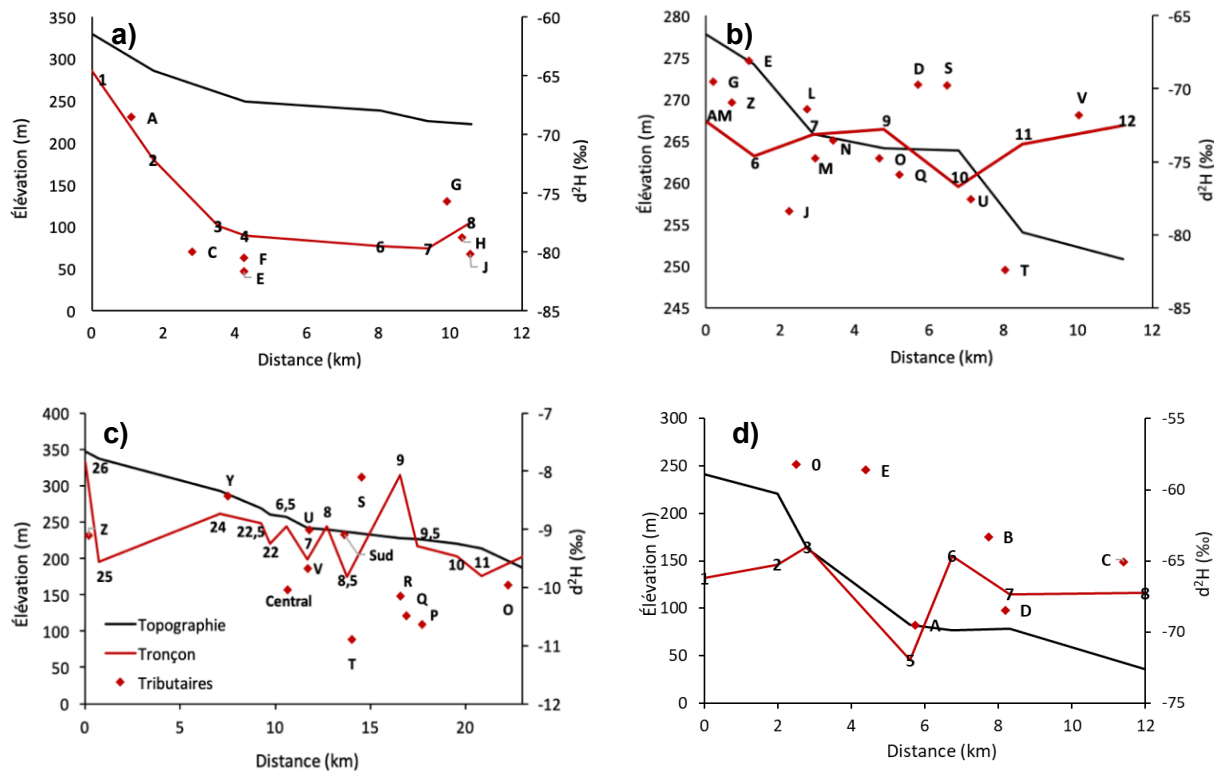 a)
350
300
250
200
150
100
50
0
Élévation (m)
0 2 4 6 8 10 12
Distance (km)
-60
-65
-70
-75
-80
-85
d²H (‰)
1
A
2
3
4
C
F
E
6
7
G
8
H
J
b)
280
275
270
265
260
255
250
245
Élévation (m)
0 2 4 6 8 10 12
Distance (km)
-65
-70
-75
-80
-85
d²H (‰)
E
G
Z
AM
6
L
7
N
M
J
9
O
Q
D
S
10
U
T
11
V
12
c)
400
350
300
250
200
150
100
50
0
Élévation (m)
0 5 10 15 20
Distance (km)
-7
-8
-9
-10
-11
-12
d²H (‰)
26
Z
25
Y
24
22,5
22
6,5
U
7
V
Central
8
8,5
S
Sud
T
9
9,5
R
Q
P
10
11
O
Topographie
Tronçon
Tributaires
d)
300
250
200
150
100
50
0
Élévation (m)
0 2 4 6 8 10 12
Distance (km)
-55
-60
-65
-70
-75
d²H (‰)
1
2
3
0
E
5
A
6
B
7
D
C
8